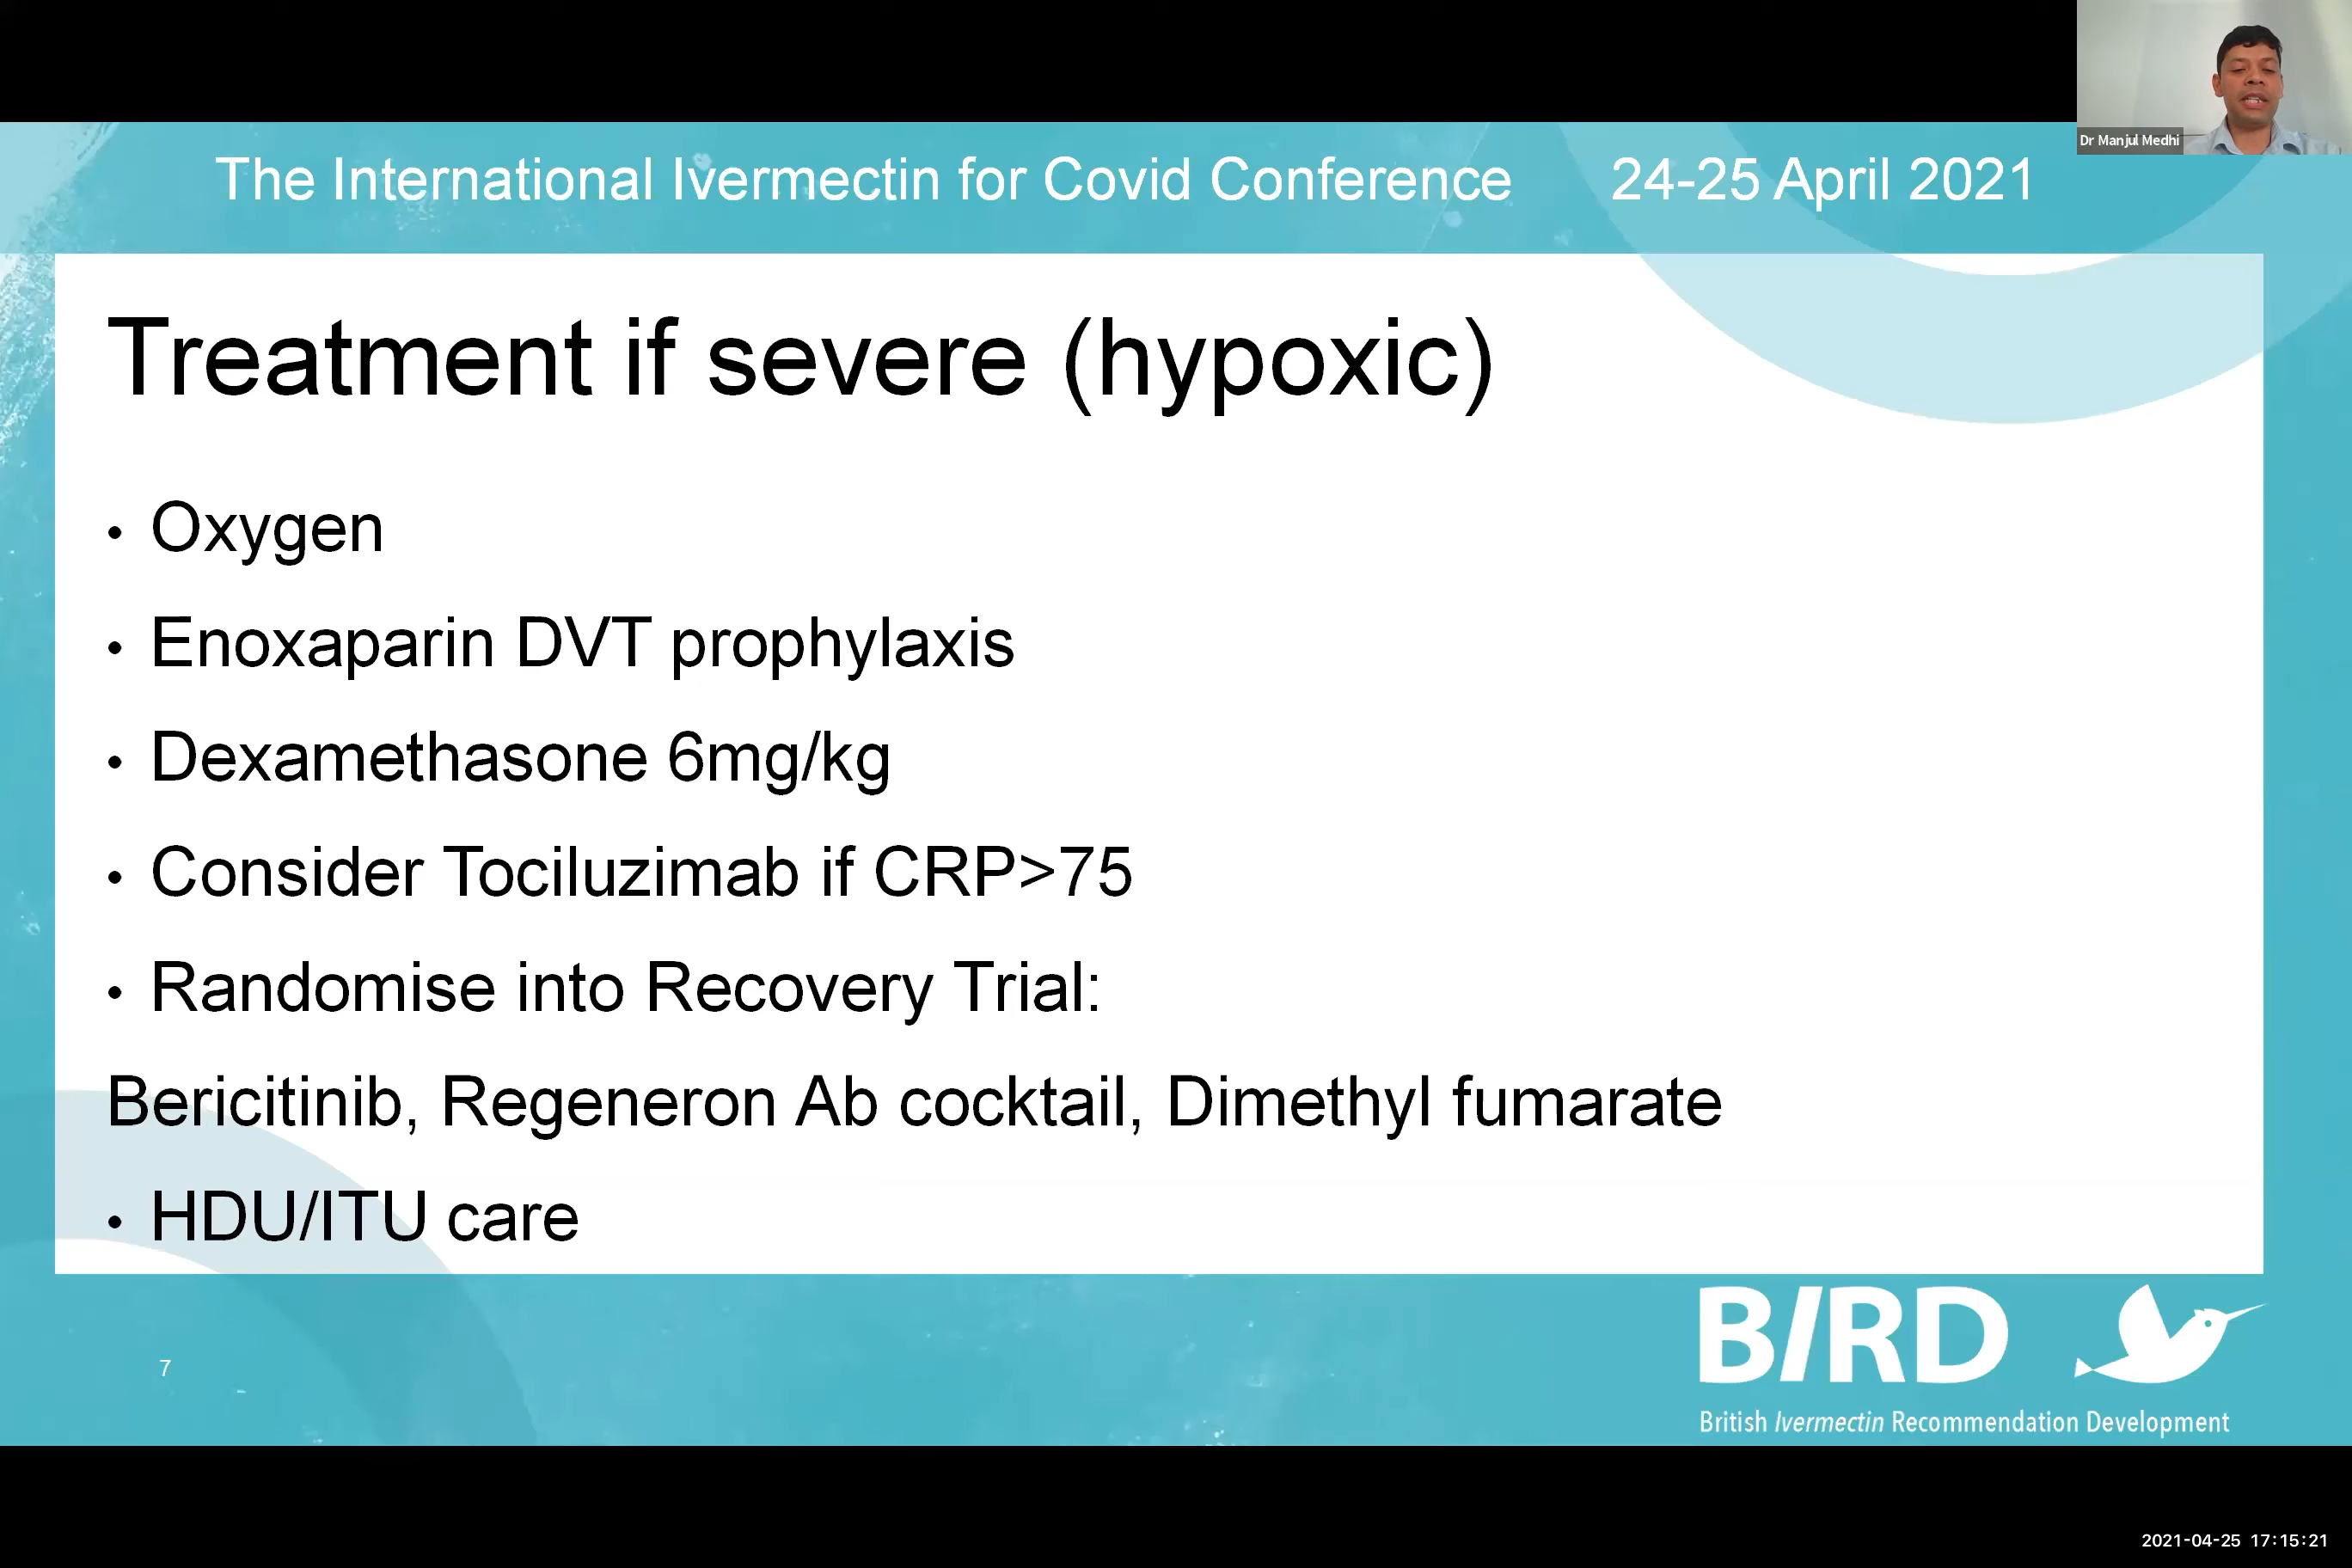 Dr Manjul Medhi
The International Ivermectin for Covid Conference 24-25 April 2021
Treatment if severe (hypoxic)
• Oxygen
• Enoxaparin DVT prophylaxis
• Dexamethasone 6mg/kg
• Consider Tociluzimab if CRP>75
• Randomise into Recovery Trial:
Bericitinib, Regeneron Ab cocktail, Dimethyl fumarate
• HDU/ITU care
7
BIRD
British Ivermectin Recommendation Development
2021-04-25 17:15:21